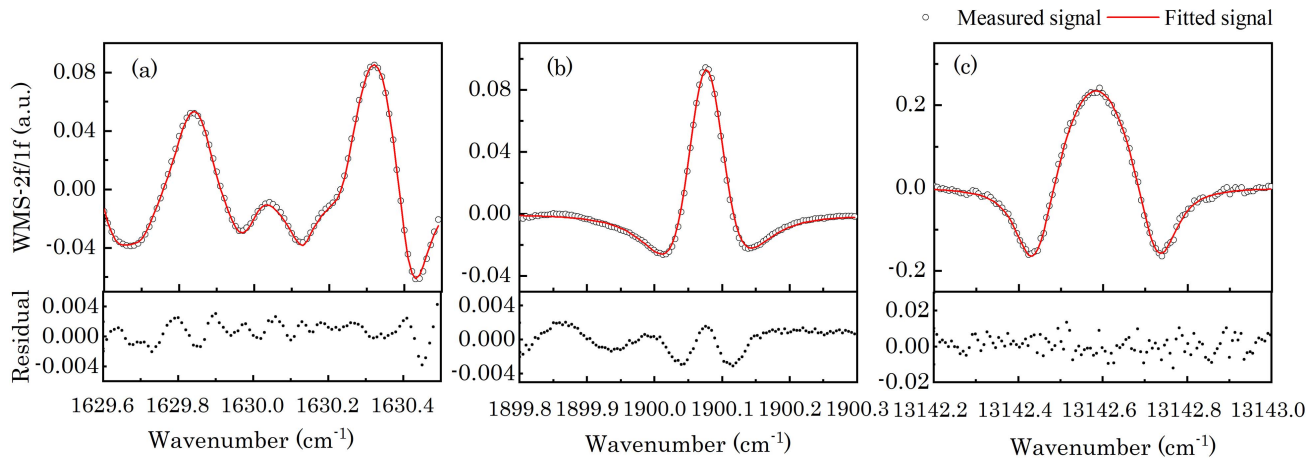 Measured signal Fitted signal
(a) (b) (c)
WMS-2f/1f (a.u.)
0.08
0.04
0.00
-0.04
0.08
0.04
0.00
-0.04
0.2
0.0
-0.2
Residual
0.004
0.000
-0.004
0.004
0.000
-0.004
0.02
0.00
-0.02
1629.6 1629.8 1630.0 1630.2 1630.4
1899.8 1899.9 1900.0 1900.1 1900.2 1900.3
13142.2 13142.4 13142.6 13142.8 13143.0
Wavenumber (cm⁻¹) Wavenumber (cm⁻¹) Wavenumber (cm⁻¹)